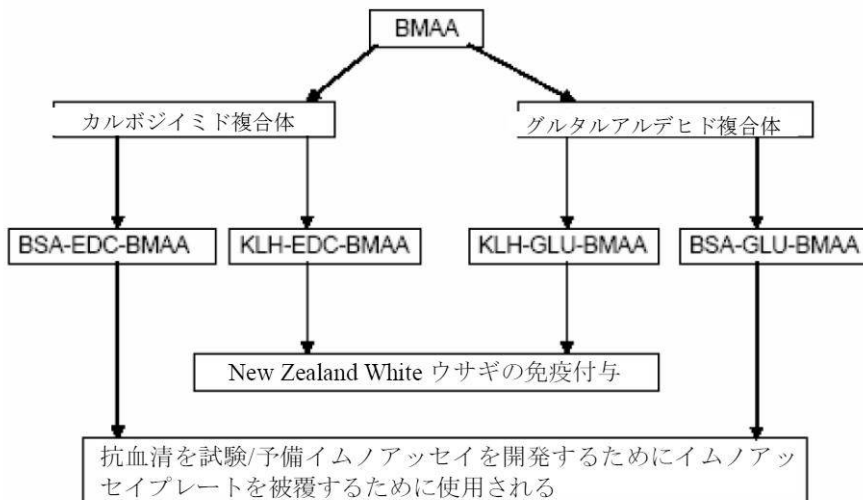 BMAA
カルボジイミド複合体
グルタルアルデヒド複合体
BSA-EDC-BMAA
KLH-EDC-BMAA
KLH-GLU-BMAA
BSA-GLU-BMAA
New Zealand White ウサギの免疫付与
抗血清を試験/予備イムノアッセイを開発するためにイムノアッ
セイプレートを被覆するために使用される